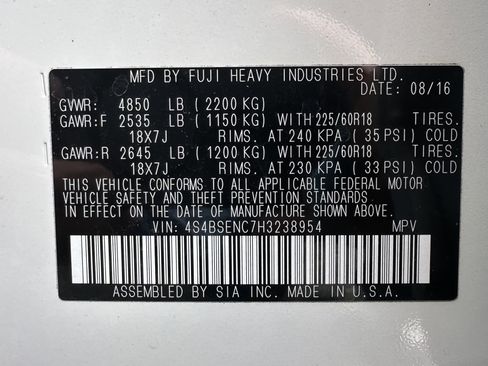 MFD BY FUJI HEAVY INDUSTRIES LTD.
DATE: 08/16
GVWR: 4850 LB (2200 KG)
GAWR:F 2535 LB (1150 KG) WITH 225/60R18 TIRES.
18X7J RIMS. AT 240 KPA (35 PSI) COLD
GAWR:R 2645 LB (1200 KG) WITH 225/60R18 TIRES.
18X7J RIMS. AT 230 KPA (33 PSI) COLD
THIS VEHICLE CONFORMS TO ALL APPLICABLE FEDERAL MOTOR
VEHICLE SAFETY AND THEFT PREVENTION STANDARDS
IN EFFECT ON THE DATE OF MANUFACTURE SHOWN ABOVE.
VIN: 4S4BSENC7H3238954 MPV
ASSEMBLED BY SIA INC. MADE IN U.S.A.